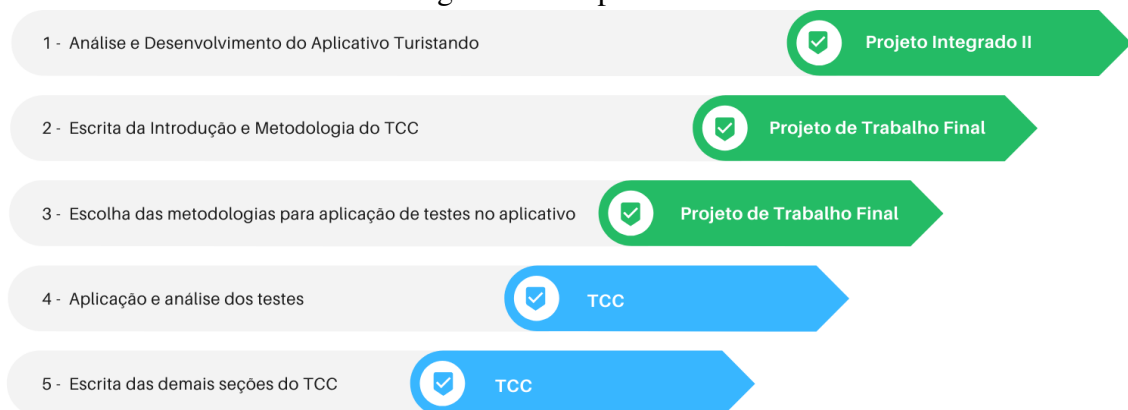 1 - Análise e Desenvolvimento do Aplicativo Turistando
Projeto Integrado II
2 - Escrita da Introdução e Metodologia do TCC
Projeto de Trabalho Final
3 - Escolha das metodologias para aplicação de testes no aplicativo
Projeto de Trabalho Final
4 - Aplicação e análise dos testes
TCC
5 - Escrita das demais seções do TCC
TCC